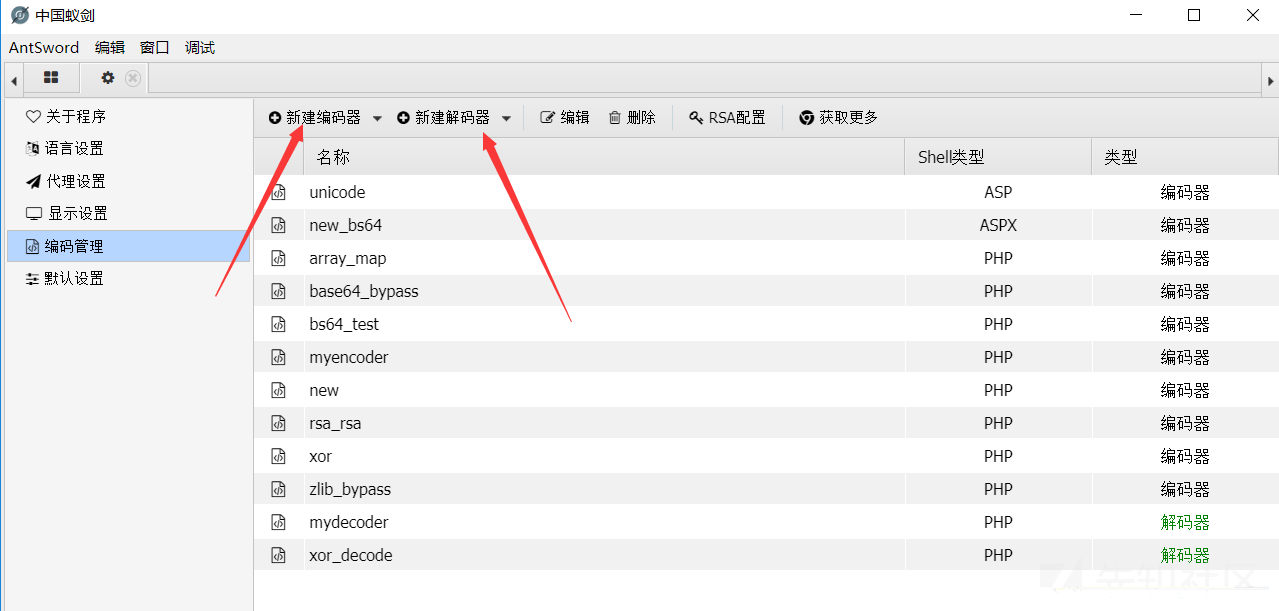 中国蚁剑
AntSword 编辑 窗口 调试
关于程序
语言设置
代理设置
显示设置
编码管理
默认设置
新建编码器 新建解码器 编辑 删除 RSA配置 获取更多
名称 Shell类型 类型
unicode ASP 编码器
new_bs64 ASPX 编码器
array_map PHP 编码器
base64_bypass PHP 编码器
bs64_test PHP 编码器
myencoder PHP 编码器
new PHP 编码器
rsa_rsa PHP 编码器
xor PHP 编码器
zlib_bypass PHP 编码器
mydecoder PHP 解码器
xor_decode PHP 解码器
先知社区